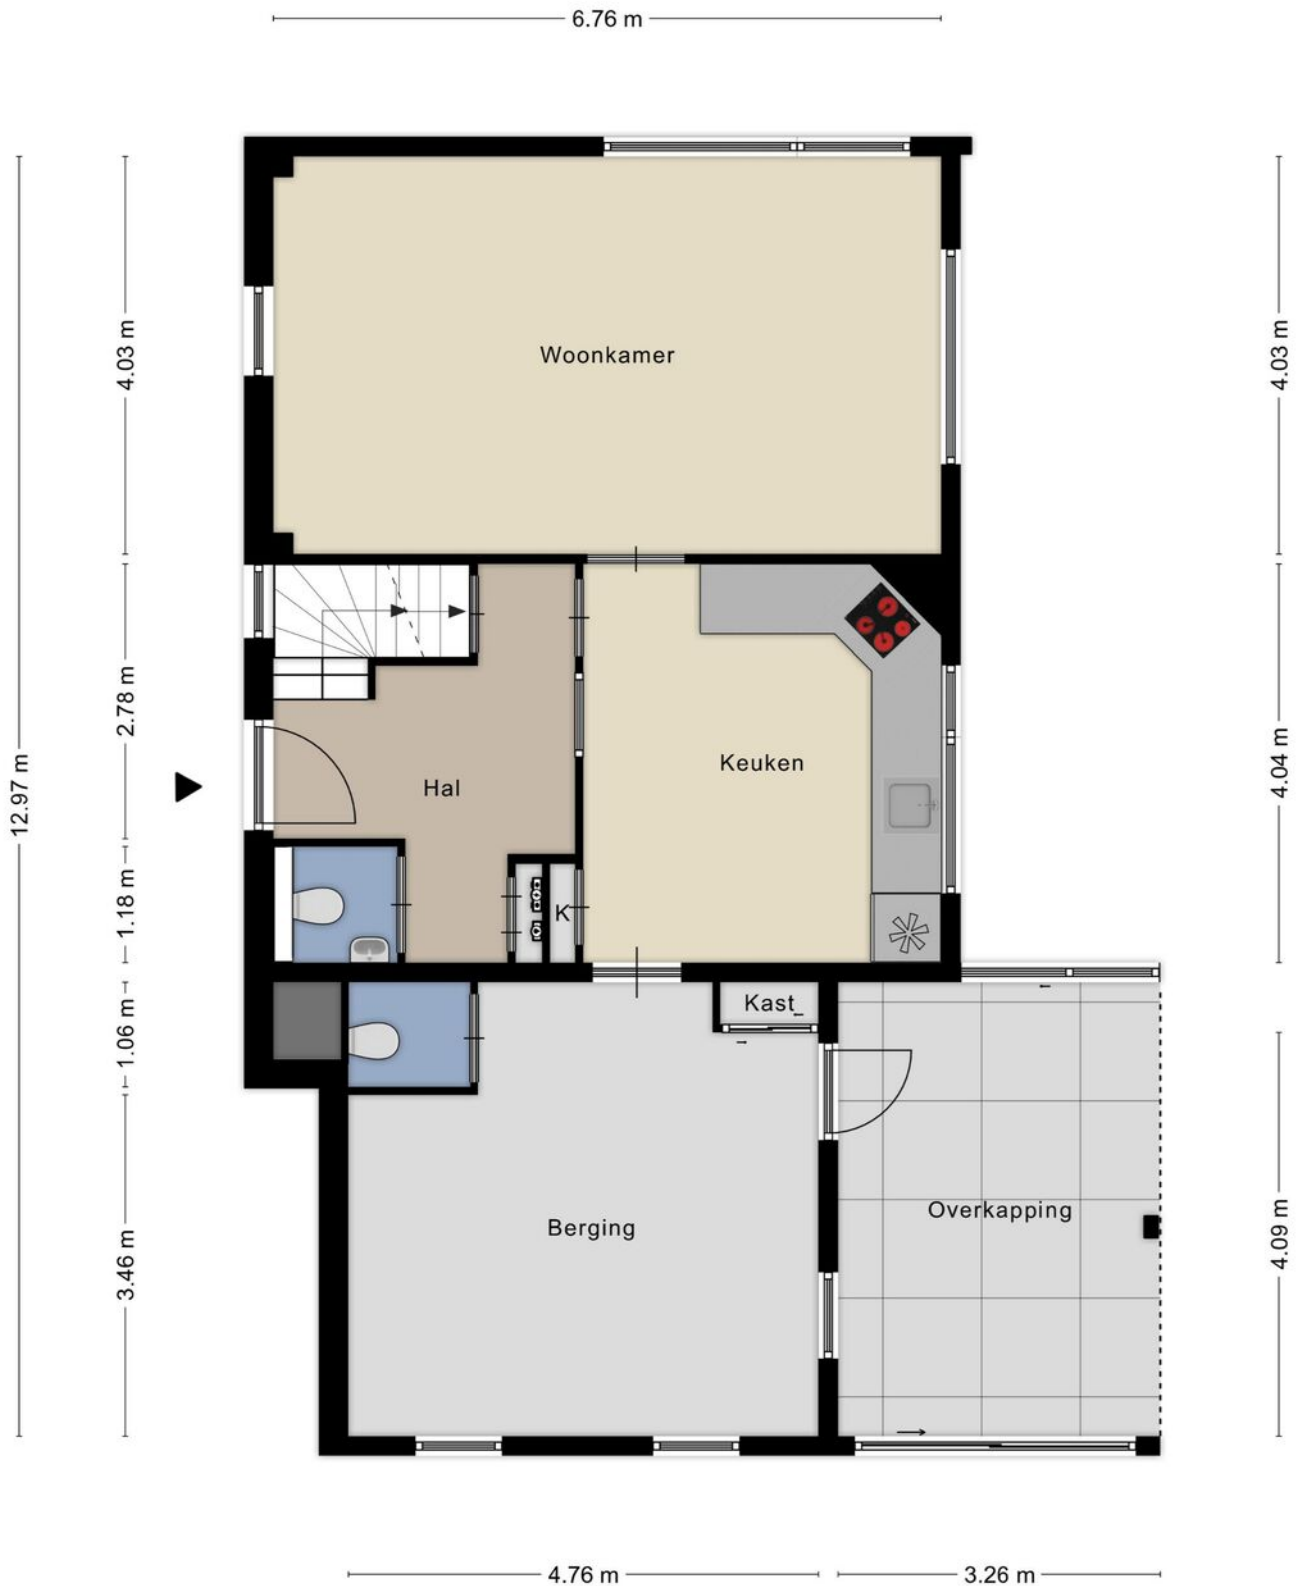 6.76 m
4.03 m
4.03 m
Woonkamer
2.78 m
12.97 m
4.04 m
Keuken
Hal
1.18 m
K
1.06 m
Kast
4.09 m
Overkapping
Berging
3.46 m
4.76 m
3.26 m